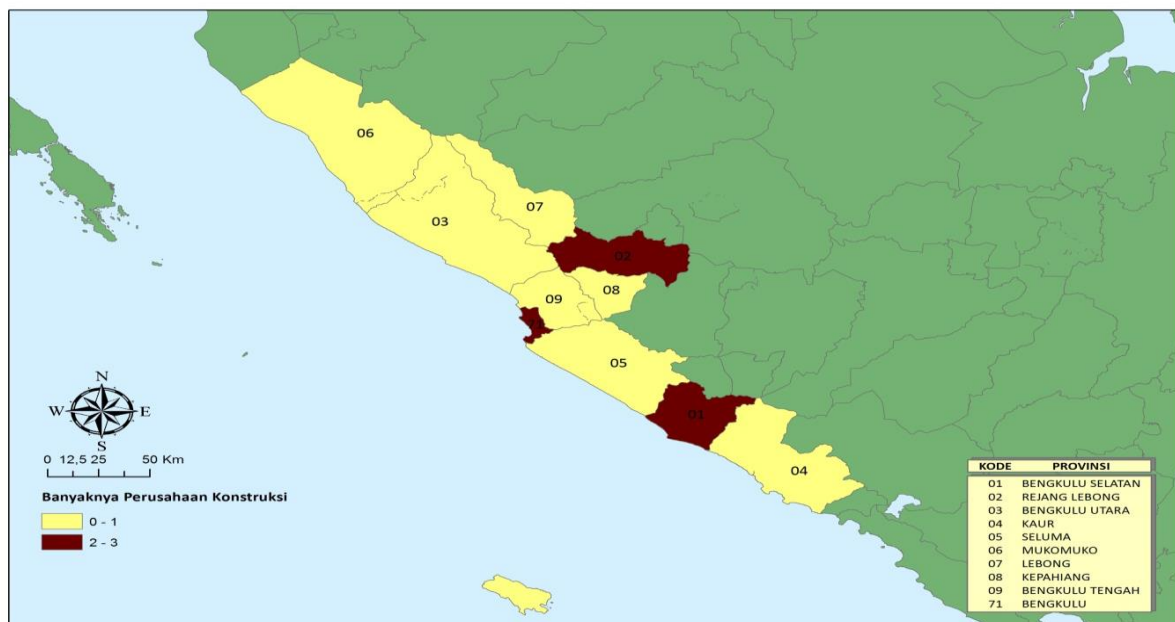 06
03
07
02
08
09
05
01
04
N
W E
S
0 12,5 25 50 Km
Banyaknya Perusahaan Konstruksi
0 - 1
2 - 3
KODE PROVINSI
01 BENGKULU SELATAN
02 REJANG LEBONG
03 BENGKULU UTARA
04 KAUR
05 SELUMA
06 MUKOMUKO
07 LEBONG
08 KEPAHIANG
09 BENGKULU TENGAH
71 BENGKULU